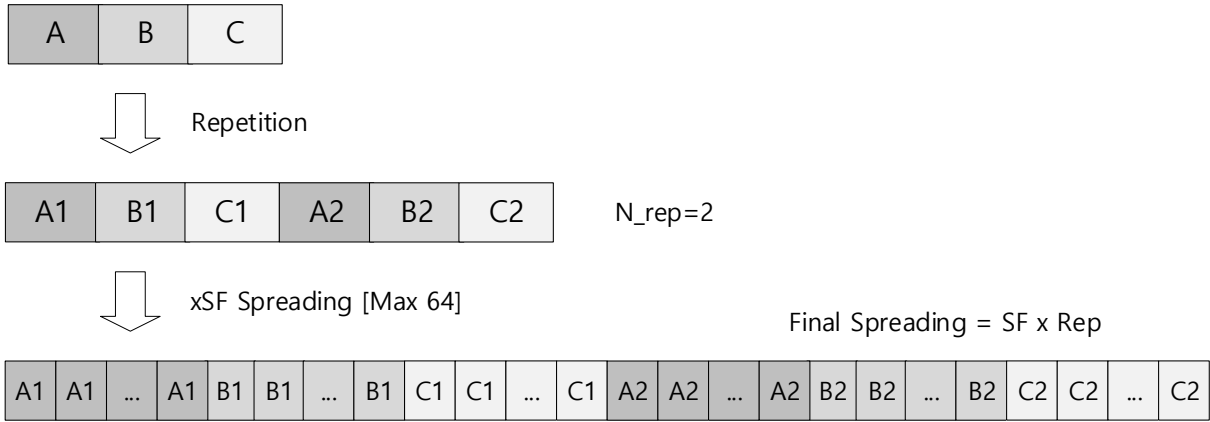 A B C
Repetition
A1 B1 C1 A2 B2 C2 N_rep=2
xSF Spreading [Max 64]
Final Spreading = SF x Rep
A1 A1 ... A1 B1 B1 ... B1 C1 C1 ... C1 A2 A2 ... A2 B2 B2 ... B2 C2 C2 ... C2